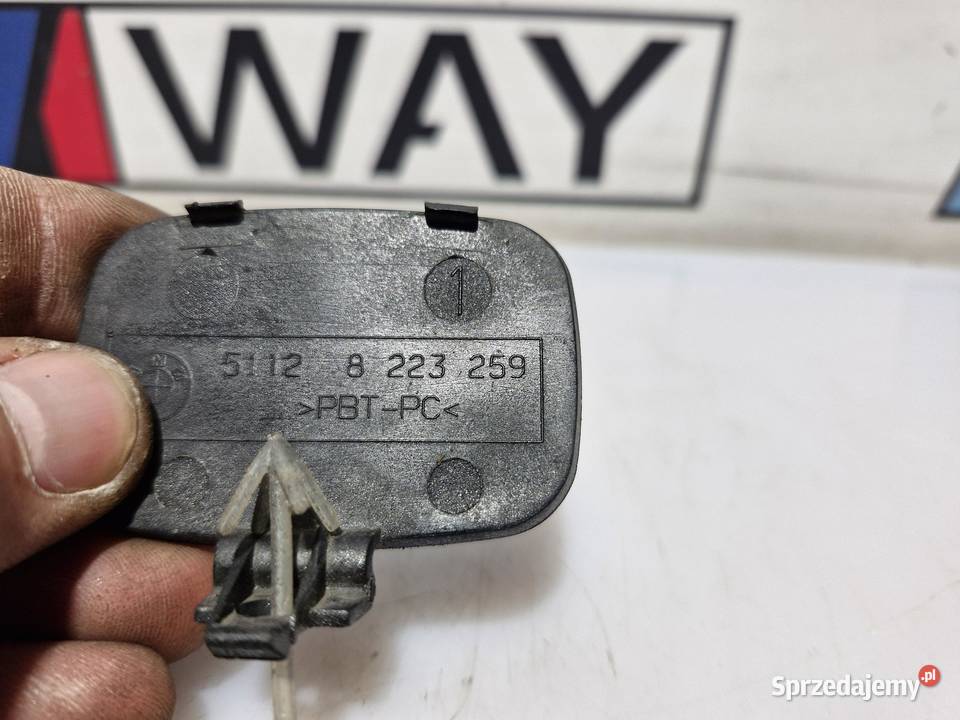 WAY
1
5112 8 223 259
>PBT-PC<
Sprzedajemy.pl